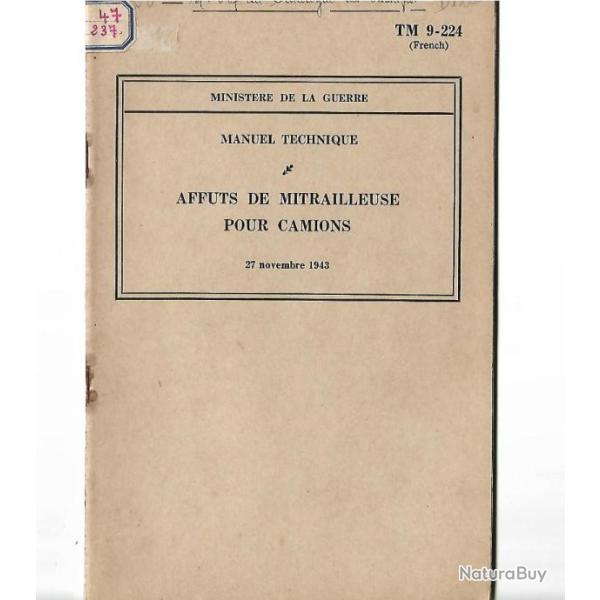 47
237.
TM 9-224
(French)
MINISTERE DE LA GUERRE
MANUEL TECHNIQUE
AFFUTS DE MITRAILLEUSE
POUR CAMIONS
27 novembre 1943
NaturaBuy